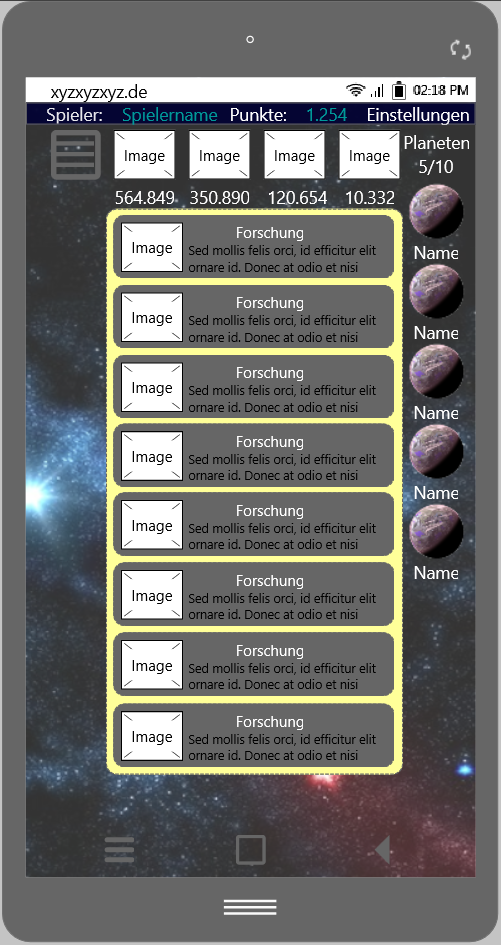 xyzxyzxyz.de 02:18 PM
Spieler: Spielername Punkte: 1.254 Einstellungen
Image Image Image Image
564.849 350.890 120.654 10.332
Planeten
5/10
Name
Name
Name
Name
Name
Image
Forschung
Sed mollis felis orci, id efficitur elit
ornare id. Donec at odio et nisi
Image
Forschung
Sed mollis felis orci, id efficitur elit
ornare id. Donec at odio et nisi
Image
Forschung
Sed mollis felis orci, id efficitur elit
ornare id. Donec at odio et nisi
Image
Forschung
Sed mollis felis orci, id efficitur elit
ornare id. Donec at odio et nisi
Image
Forschung
Sed mollis felis orci, id efficitur elit
ornare id. Donec at odio et nisi
Image
Forschung
Sed mollis felis orci, id efficitur elit
ornare id. Donec at odio et nisi
Image
Forschung
Sed mollis felis orci, id efficitur elit
ornare id. Donec at odio et nisi
Image
Forschung
Sed mollis felis orci, id efficitur elit
ornare id. Donec at odio et nisi